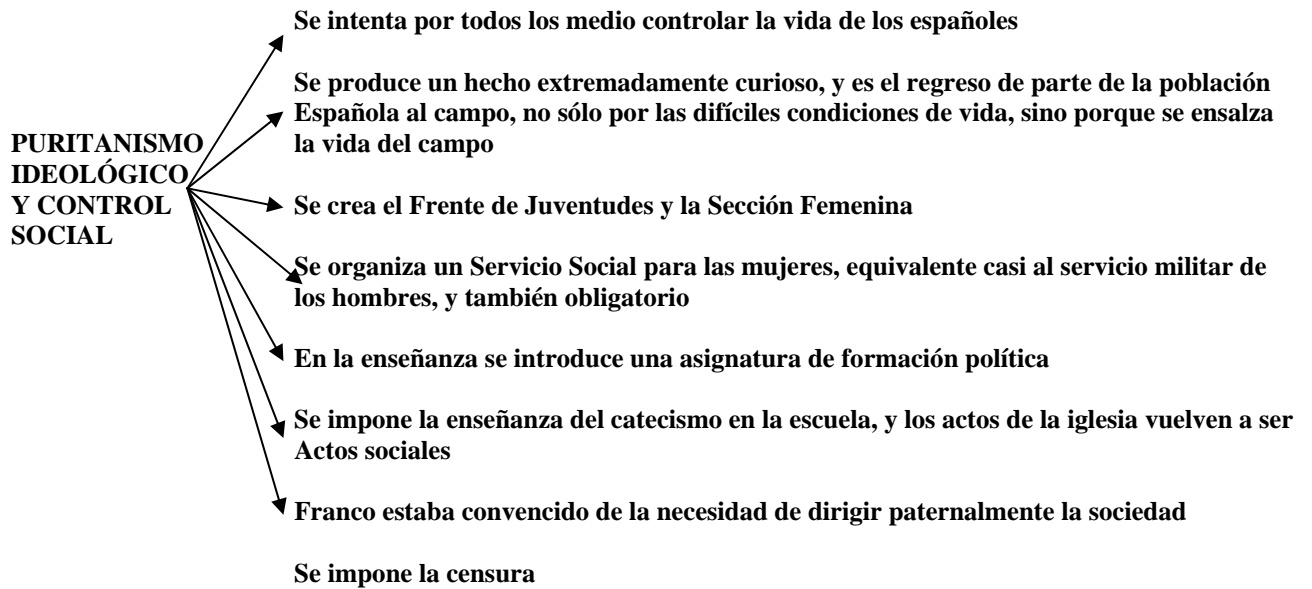 Se intenta por todos los medio controlar la vida de los españoles
Se produce un hecho extremadamente curioso, y es el regreso de parte de la población
Española al campo, no sólo por las difíciles condiciones de vida, sino porque se ensalza
la vida del campo
PURITANISMO
IDEOLÓGICO
Y CONTROL
SOCIAL
Se crea el Frente de Juventudes y la Sección Femenina
Se organiza un Servicio Social para las mujeres, equivalente casi al servicio militar de
los hombres, y también obligatorio
En la enseñanza se introduce una asignatura de formación política
Se impone la enseñanza del catecismo en la escuela, y los actos de la iglesia vuelven a ser
Actos sociales
Franco estaba convencido de la necesidad de dirigir paternalmente la sociedad
Se impone la censura